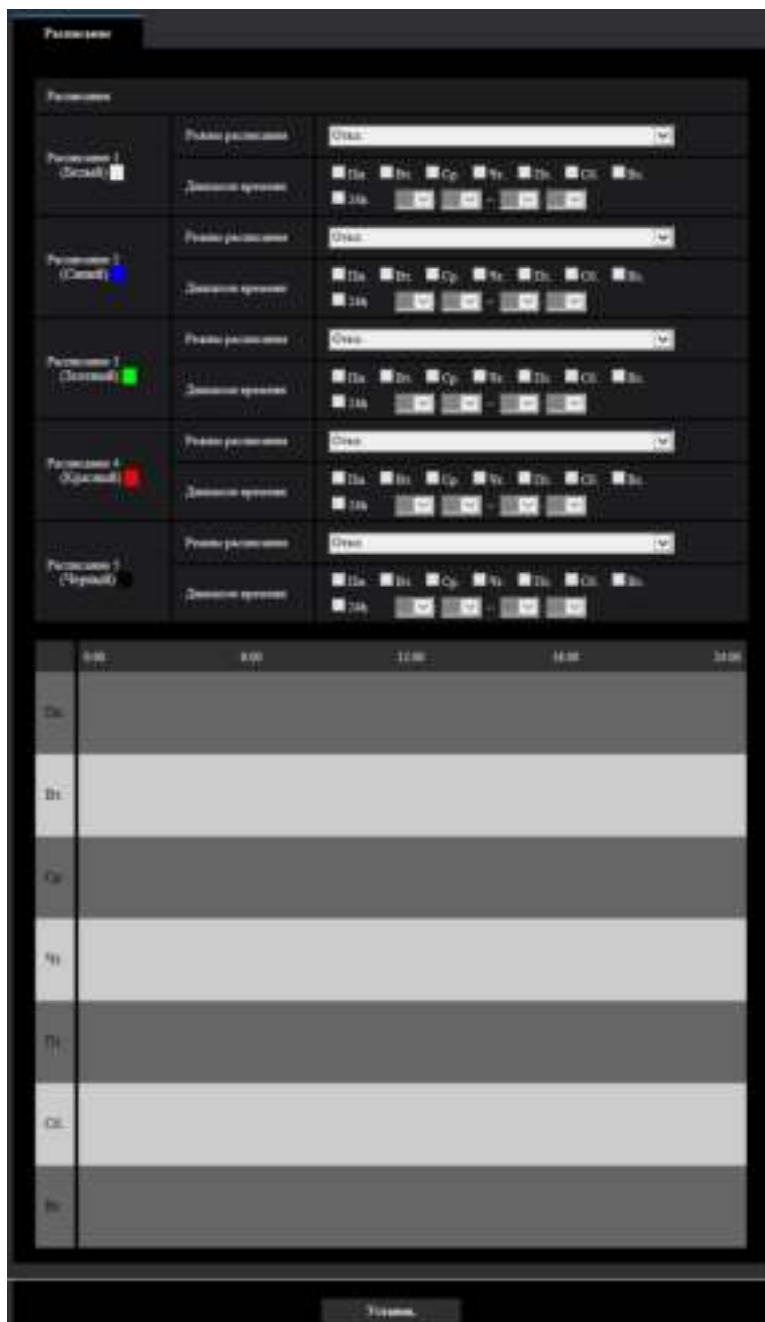 Расписание
Расписание
Расписание 1
(Белый)
Режим расписания
Откл.
Диапазон времени
Пн. Вт. Ср. Чт. Пт. Сб. Вс.
24h –
Расписание 2
(Синий)
Режим расписания
Откл.
Диапазон времени
Пн. Вт. Ср. Чт. Пт. Сб. Вс.
24h –
Расписание 3
(Зеленый)
Режим расписания
Откл.
Диапазон времени
Пн. Вт. Ср. Чт. Пт. Сб. Вс.
24h –
Расписание 4
(Красный)
Режим расписания
Откл.
Диапазон времени
Пн. Вт. Ср. Чт. Пт. Сб. Вс.
24h –
Расписание 5
(Черный)
Режим расписания
Откл.
Диапазон времени
Пн. Вт. Ср. Чт. Пт. Сб. Вс.
24h –
0:00 6:00 12:00 18:00 24:00
Пн.
Вт.
Ср.
Чт.
Пт.
Сб.
Вс.
Установ.